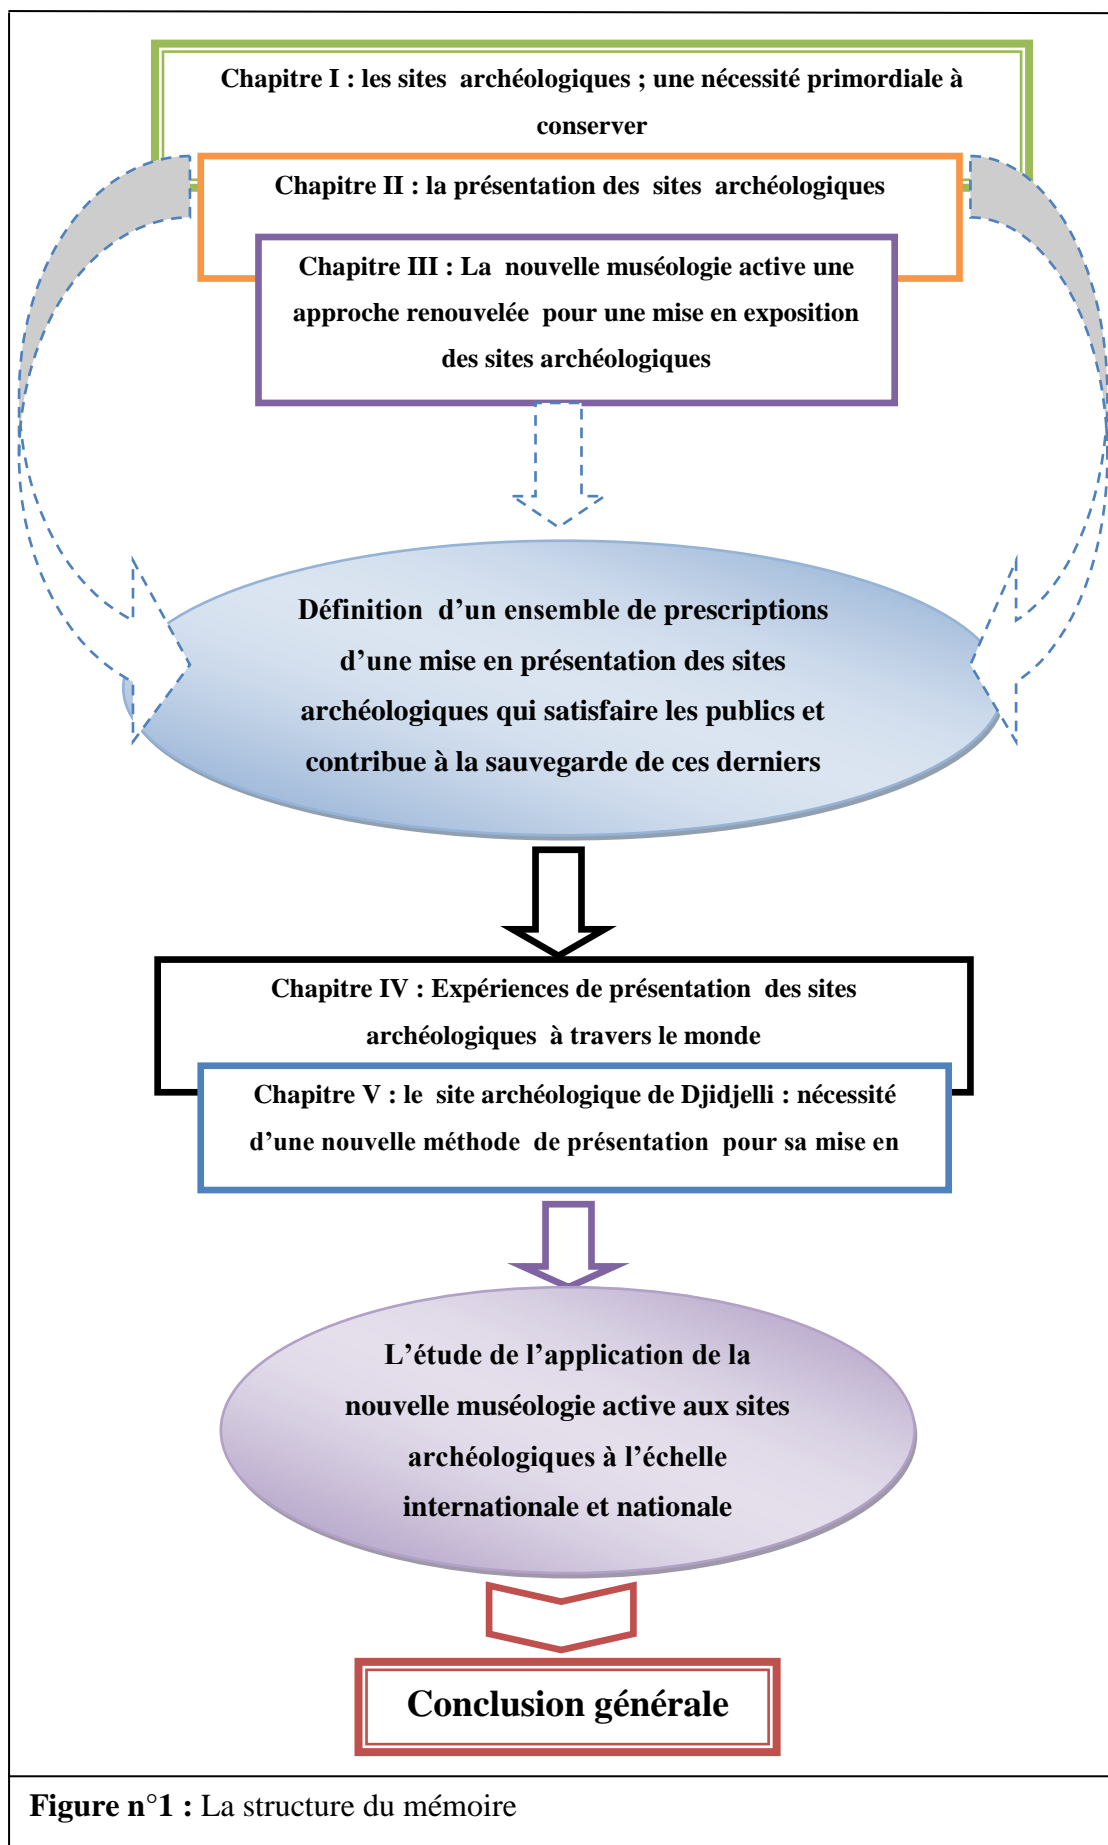 Chapitre I : les sites archéologiques ; une nécessité primordiale à
conserver
Chapitre II : la présentation des sites archéologiques
Chapitre III : La nouvelle muséologie active une
approche renouvelée pour une mise en exposition
des sites archéologiques
Définition d’un ensemble de prescriptions
d’une mise en présentation des sites
archéologiques qui satisfaire les publics et
contribue à la sauvegarde de ces derniers
Chapitre IV : Expériences de présentation des sites
archéologiques à travers le monde
Chapitre V : le site archéologique de Djidjelli : nécessité
d’une nouvelle méthode de présentation pour sa mise en
L’étude de l’application de la
nouvelle muséologie active aux sites
archéologiques à l’échelle
internationale et nationale
Conclusion générale
Figure n°1 : La structure du mémoire